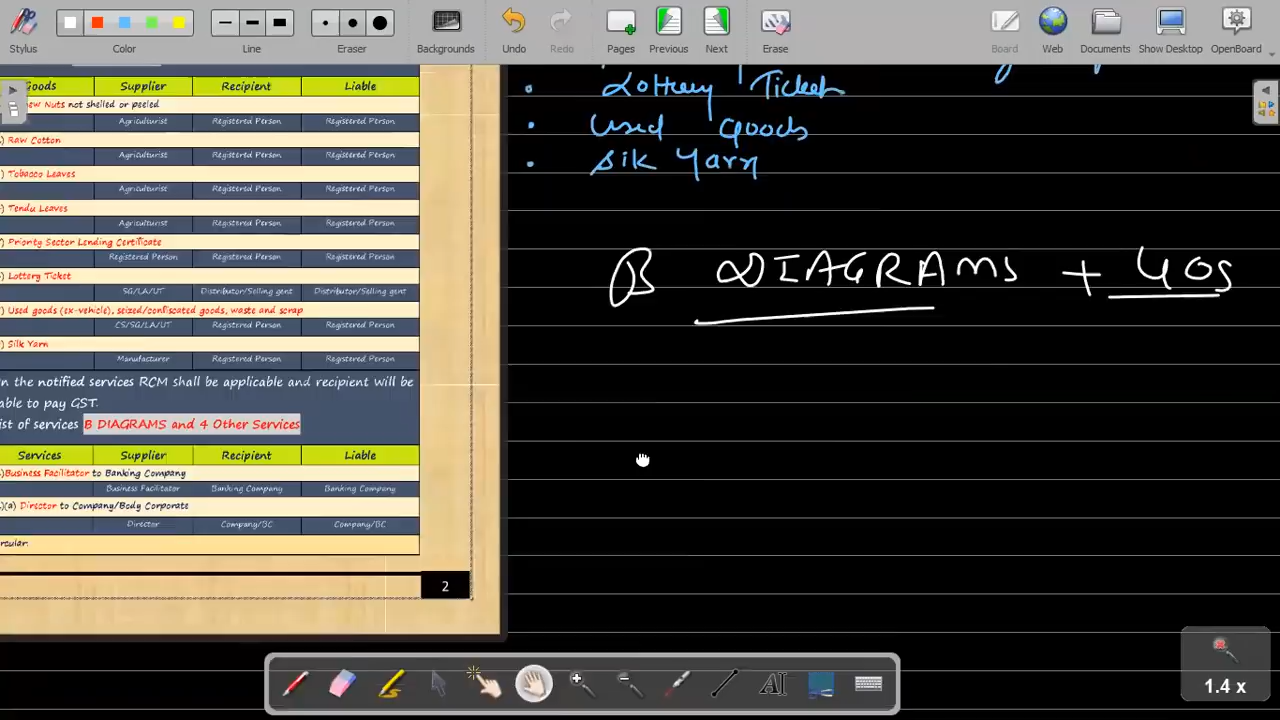 Stylus Color Line Eraser Backgrounds Undo Redo Pages Previous Next Erase Board Web Documents Show Desktop OpenBoard
Goods Supplier Recipient Liable
ew Nuts not shelled or peeled
Agriculturist Registered Person Registered Person
) Raw Cotton
Agriculturist Registered Person Registered Person
) Tobacco Leaves
Agriculturist Registered Person Registered Person
) Tendu Leaves
Agriculturist Registered Person Registered Person
) Priority Sector Lending Certificate
Registered Person Registered Person Registered Person
) Lottery Ticket
SG/LA/UT Distributor/Selling gent Distributor/Selling gent
) Used goods (ex-vehicle), seized/confiscated goods, waste and scrap
CS/SG/LA/UT Registered Person Registered Person
) Silk Yarn
Manufacturer Registered Person Registered Person
n the notified services RCM shall be applicable and recipient will be
able to pay GST.
ist of services B DIAGRAMS and 4 Other Services
Services Supplier Recipient Liable
.)Business Facilitator to Banking Company
Business Facilitator Banking Company Banking Company
.)(a) Director to Company/Body Corporate
Director Company/BC Company/BC
rcular:
2
• Lottery Ticket
• Used goods
• Silk Yarn
B DIAGRAMS + 4OS
1.4 x